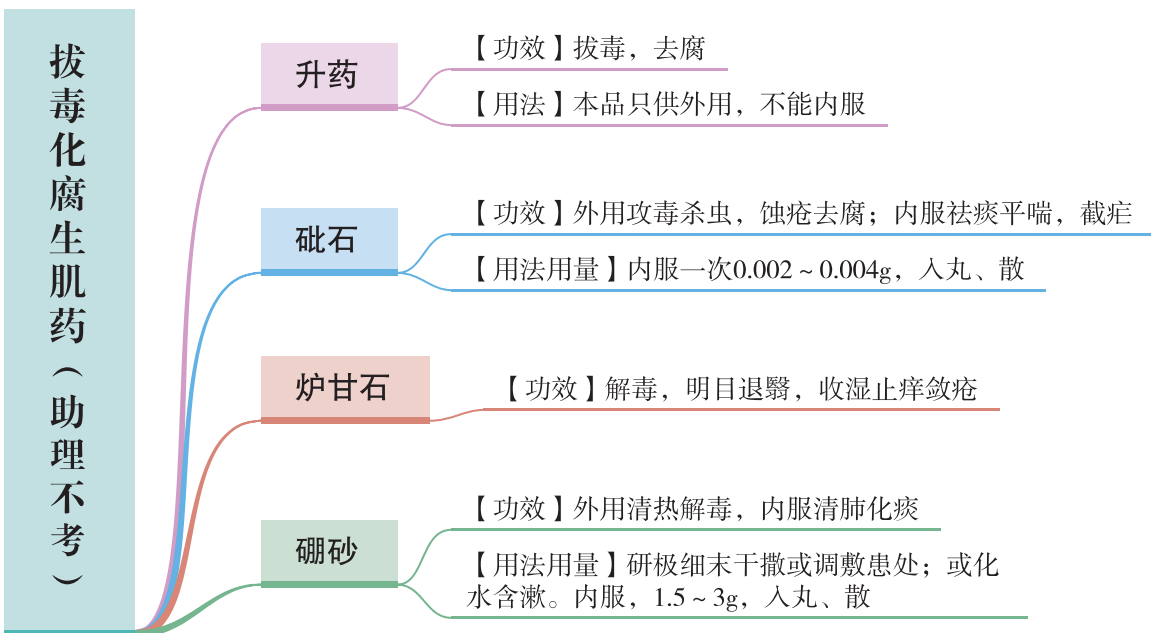 拔毒化腐生肌药（助理不考）
升药
【功效】拔毒，去腐
【用法】本品只供外用，不能内服
砒石
【功效】外用攻毒杀虫，蚀疮去腐；内服祛痰平喘，截疟
【用法用量】内服一次0.002～0.004g，入丸、散
炉甘石
【功效】解毒，明目退翳，收湿止痒敛疮
硼砂
【功效】外用清热解毒，内服清肺化痰
【用法用量】研极细末干撒或调敷患处；或化
水含漱。内服，1.5～3g，入丸、散